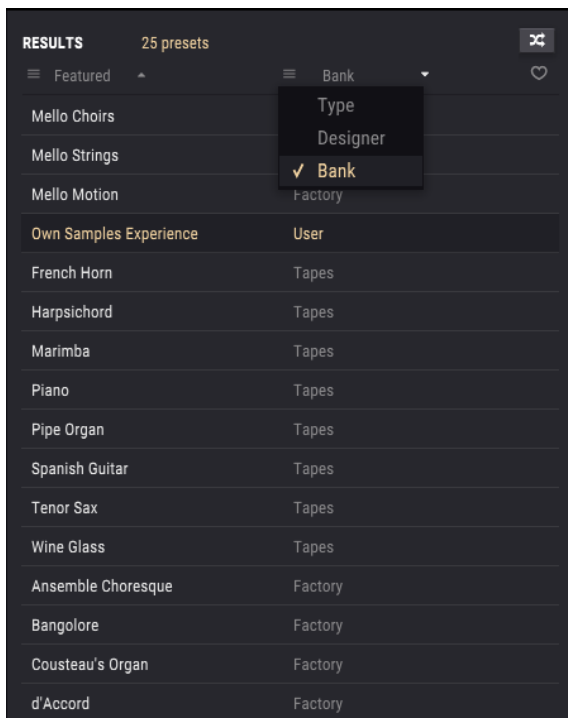 RESULTS 25 presets
Featured Bank
Mello Choirs Type
Designer
Mello Strings
✓ Bank
Mello Motion Factory
Own Samples Experience User
French Horn Tapes
Harpsichord Tapes
Marimba Tapes
Piano Tapes
Pipe Organ Tapes
Spanish Guitar Tapes
Tenor Sax Tapes
Wine Glass Tapes
Ansemble Choresque Factory
Bangolore Factory
Cousteau's Organ Factory
d'Accord Factory